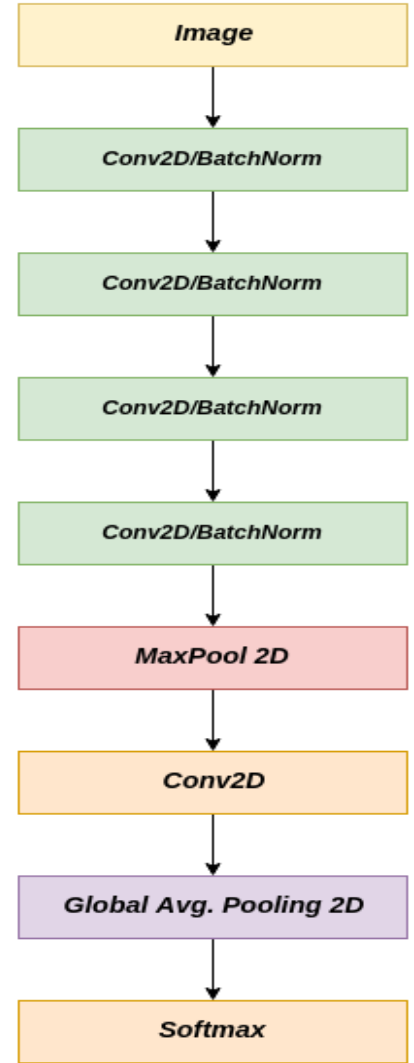 Image
Conv2D/BatchNorm
Conv2D/BatchNorm
Conv2D/BatchNorm
Conv2D/BatchNorm
MaxPool 2D
Conv2D
Global Avg. Pooling 2D
Softmax